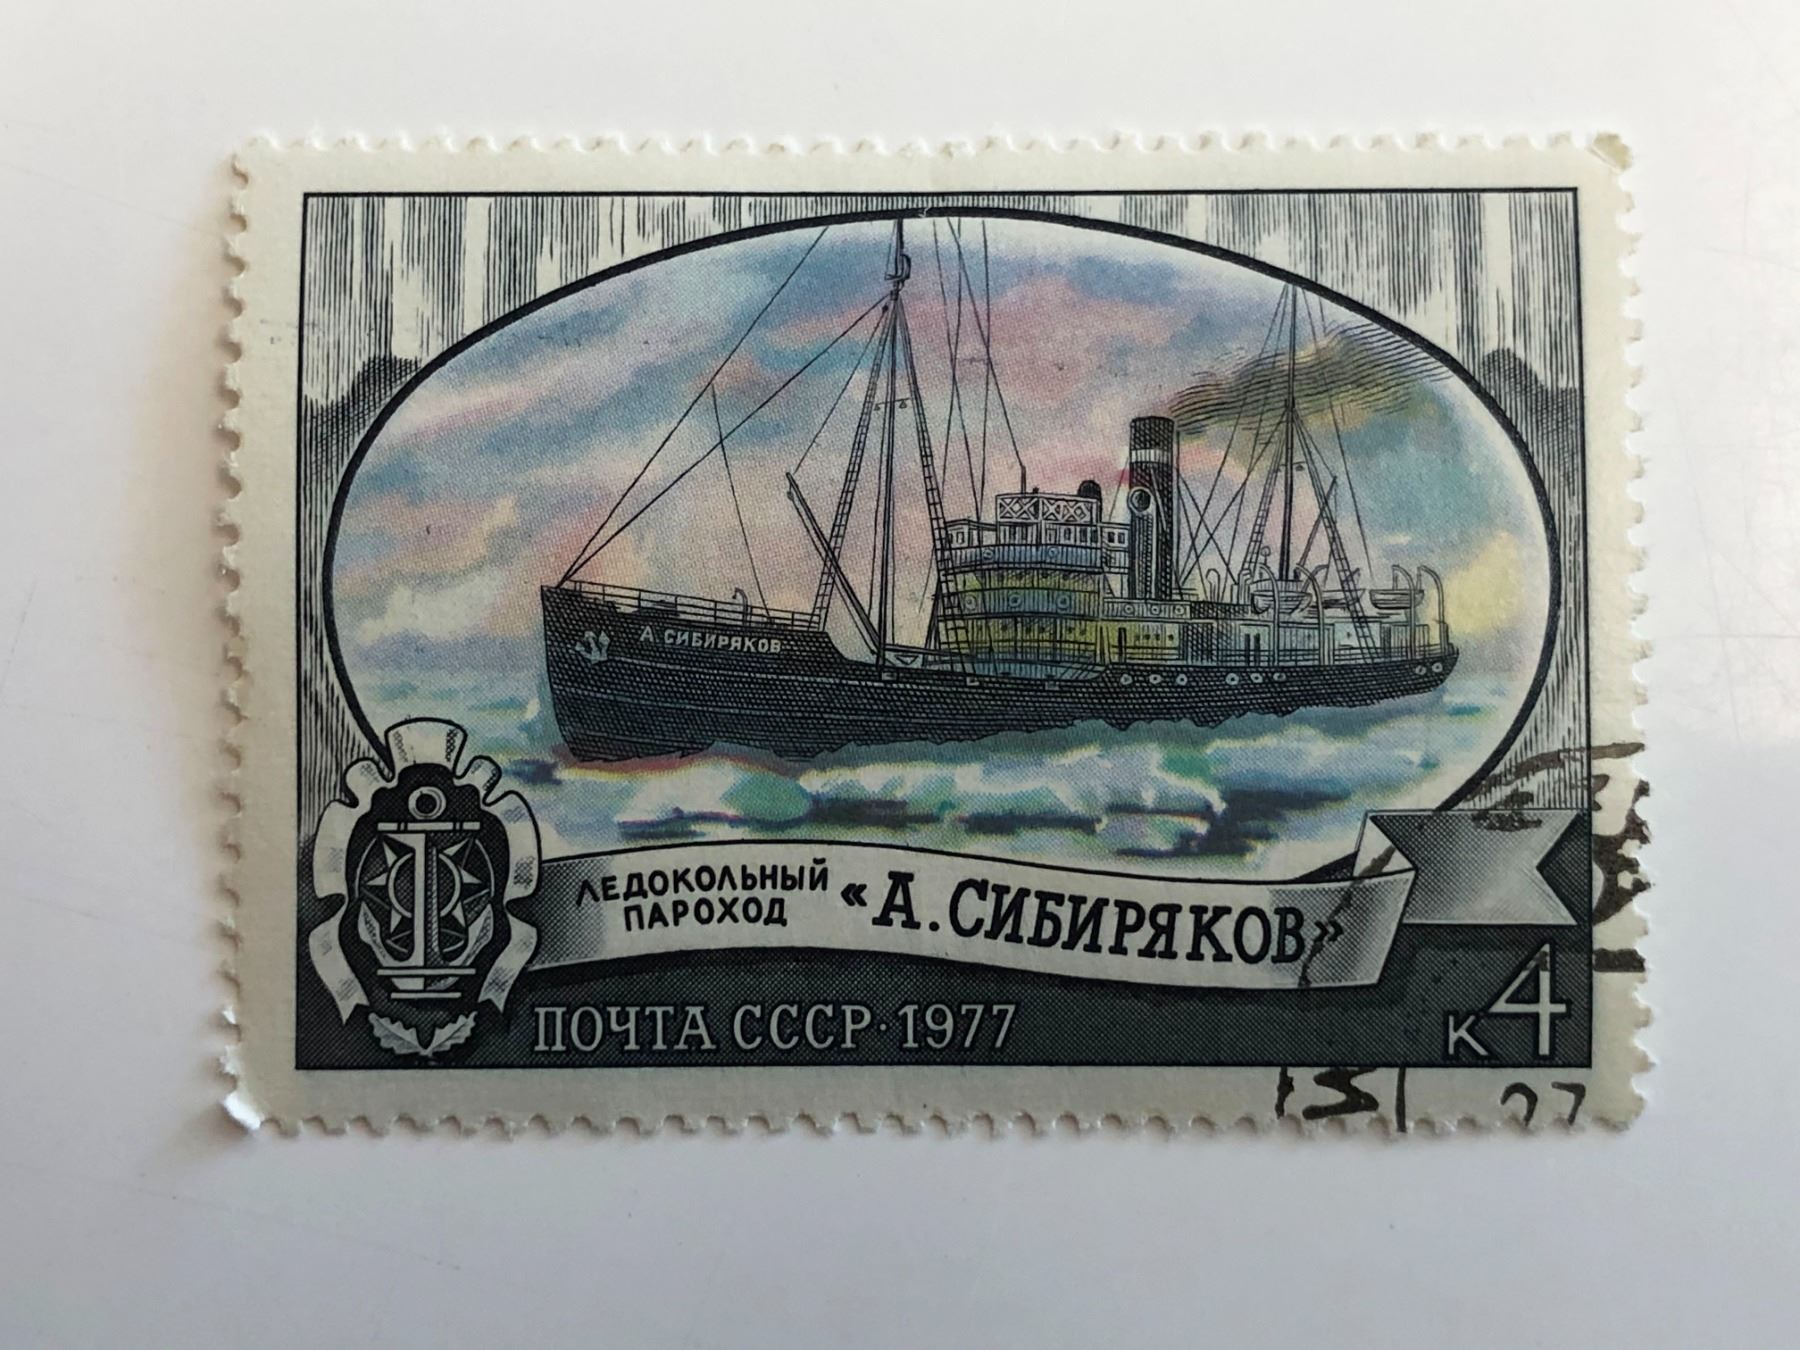 А СИБИРЯКОВ
ЛЕДОКОЛЬНЫЙ
ПАРОХОД
«А. СИБИРЯКОВ»
ПОЧТА СССР·1977
к4